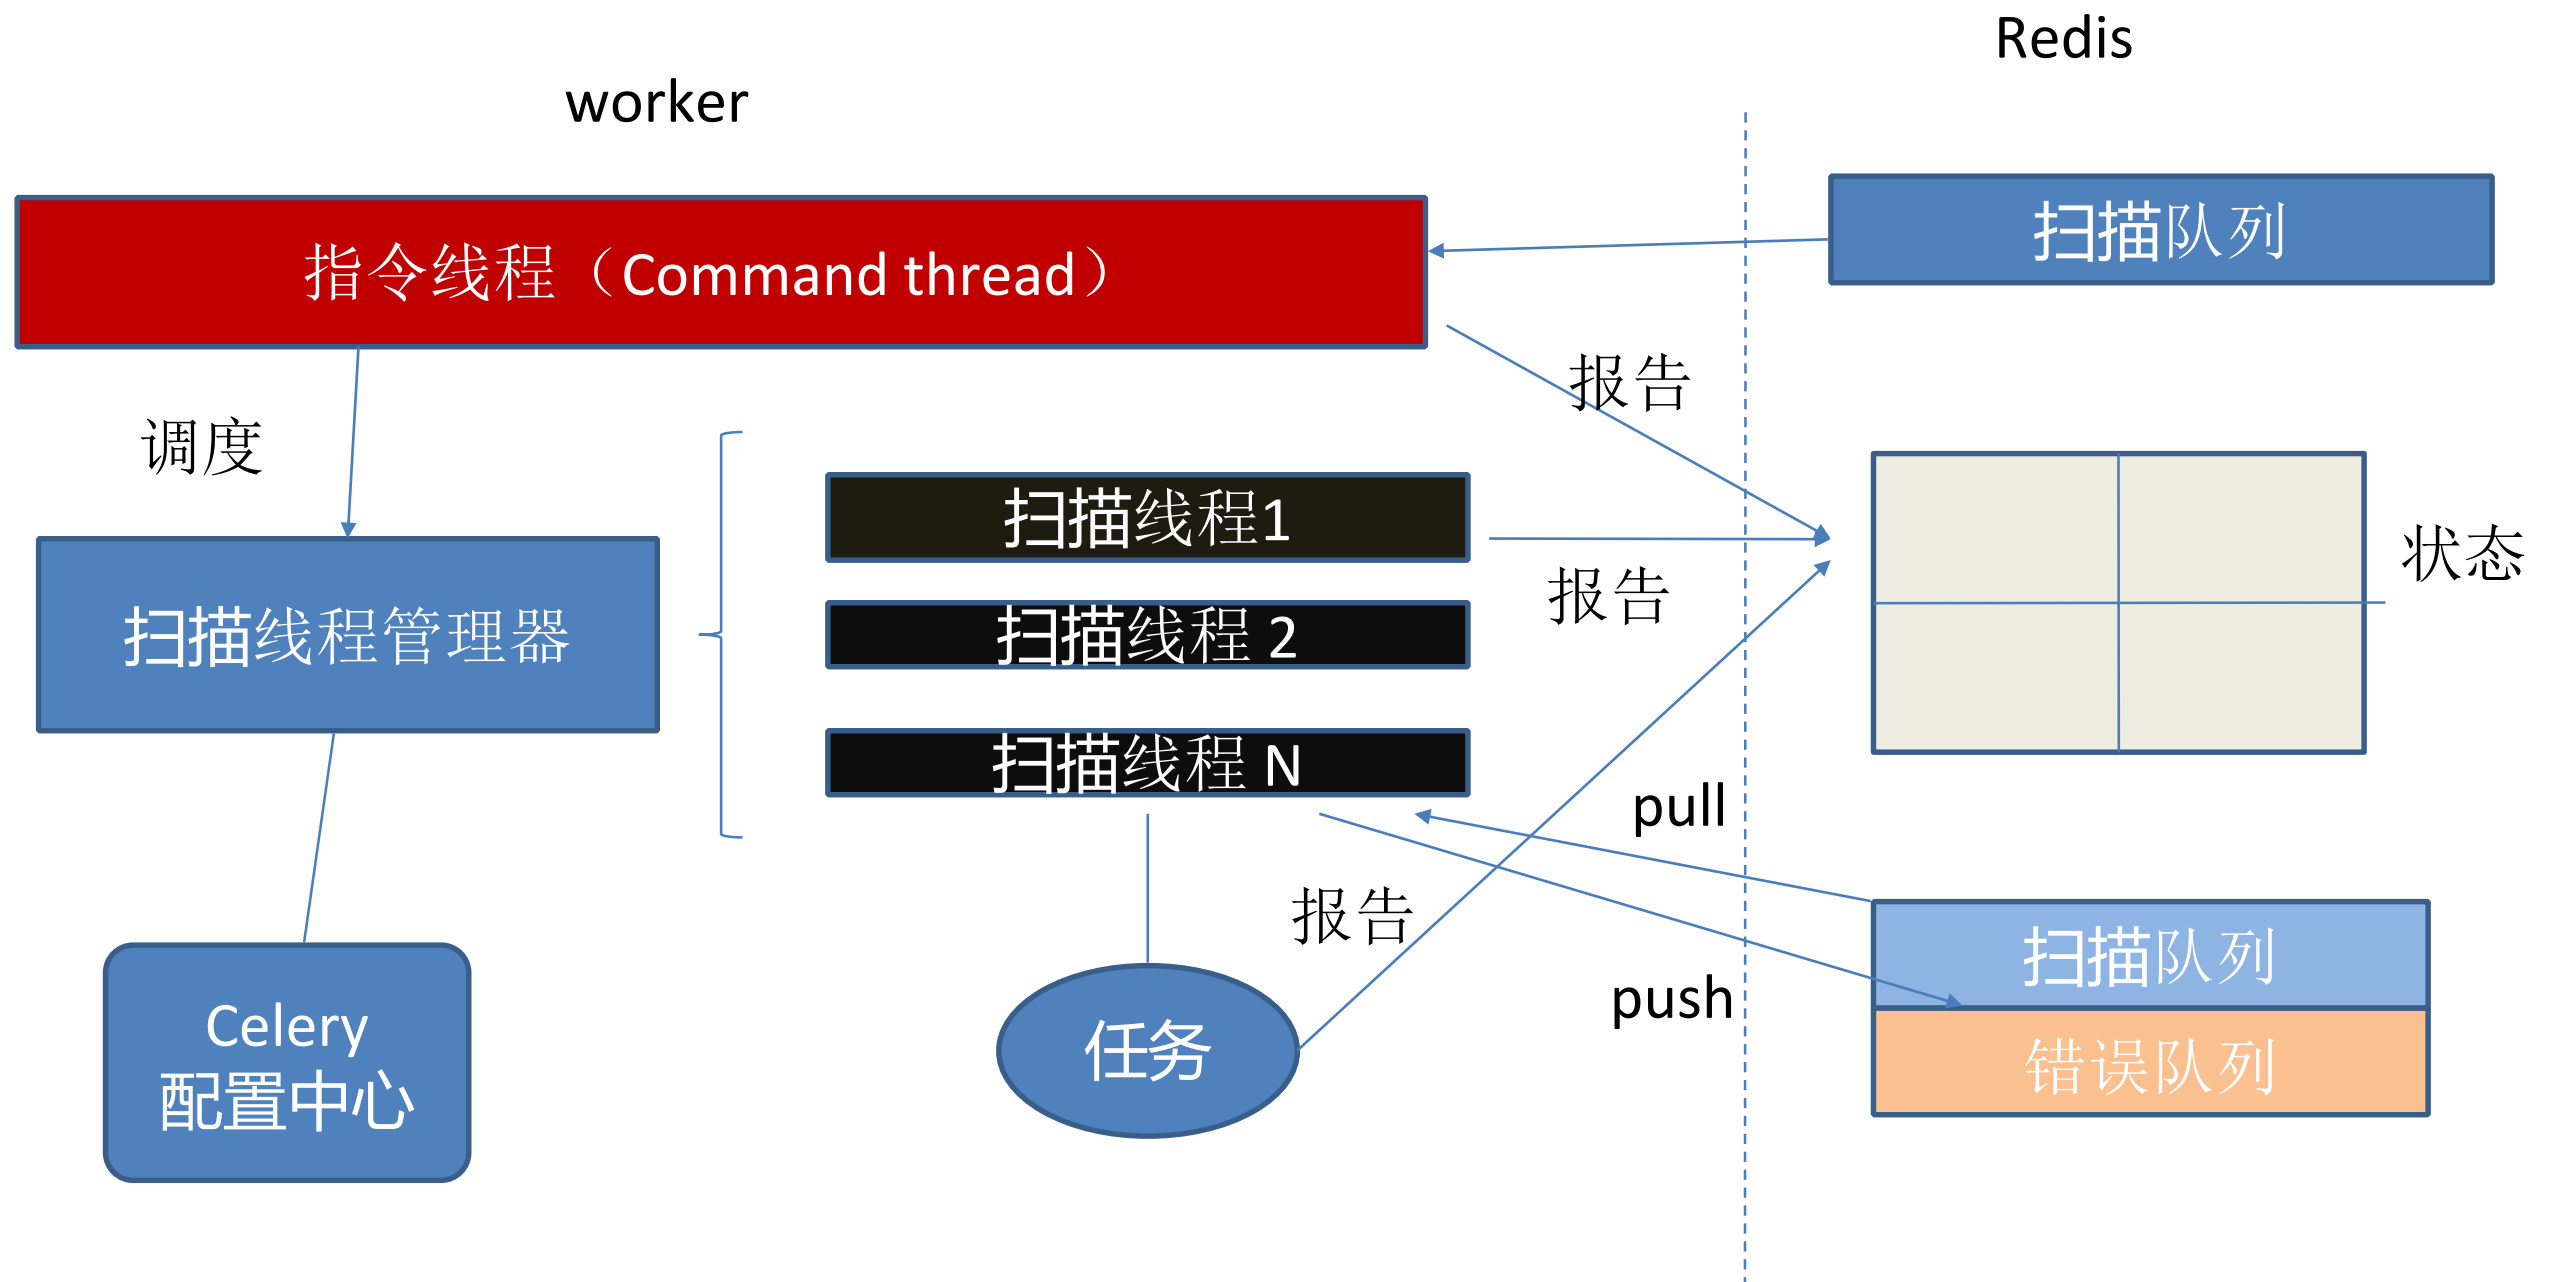 Redis
worker
扫描队列
指令线程（Command thread）
报告
调度
扫描线程1
状态
报告
扫描线程管理器
扫描线程 2
扫描线程 N
pull
报告
扫描队列
push
Celery
配置中心
任务
错误队列